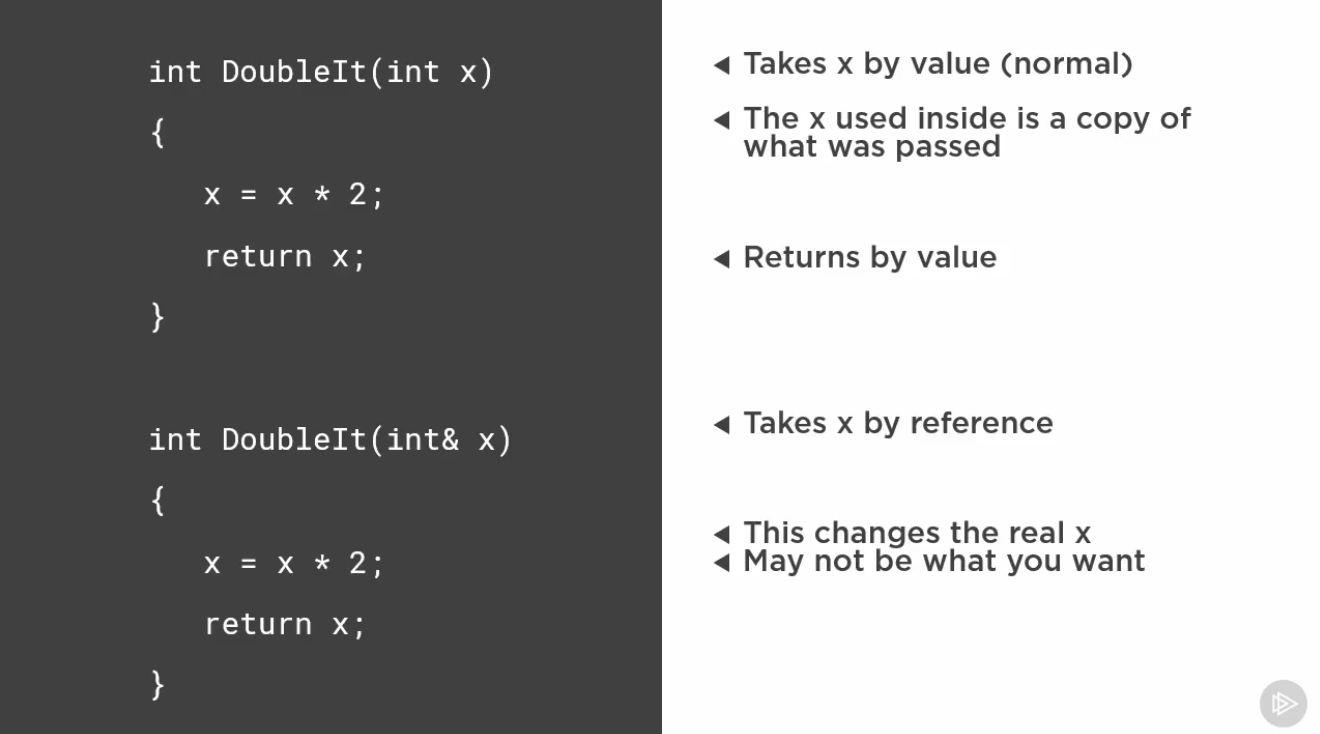 int DoubleIt(int x)
{
x = x * 2;
return x;
}
int DoubleIt(int& x)
{
x = x * 2;
return x;
}
◀ Takes x by value (normal)
◀ The x used inside is a copy of
what was passed
◀ Returns by value
◀ Takes x by reference
◀ This changes the real x
◀ May not be what you want